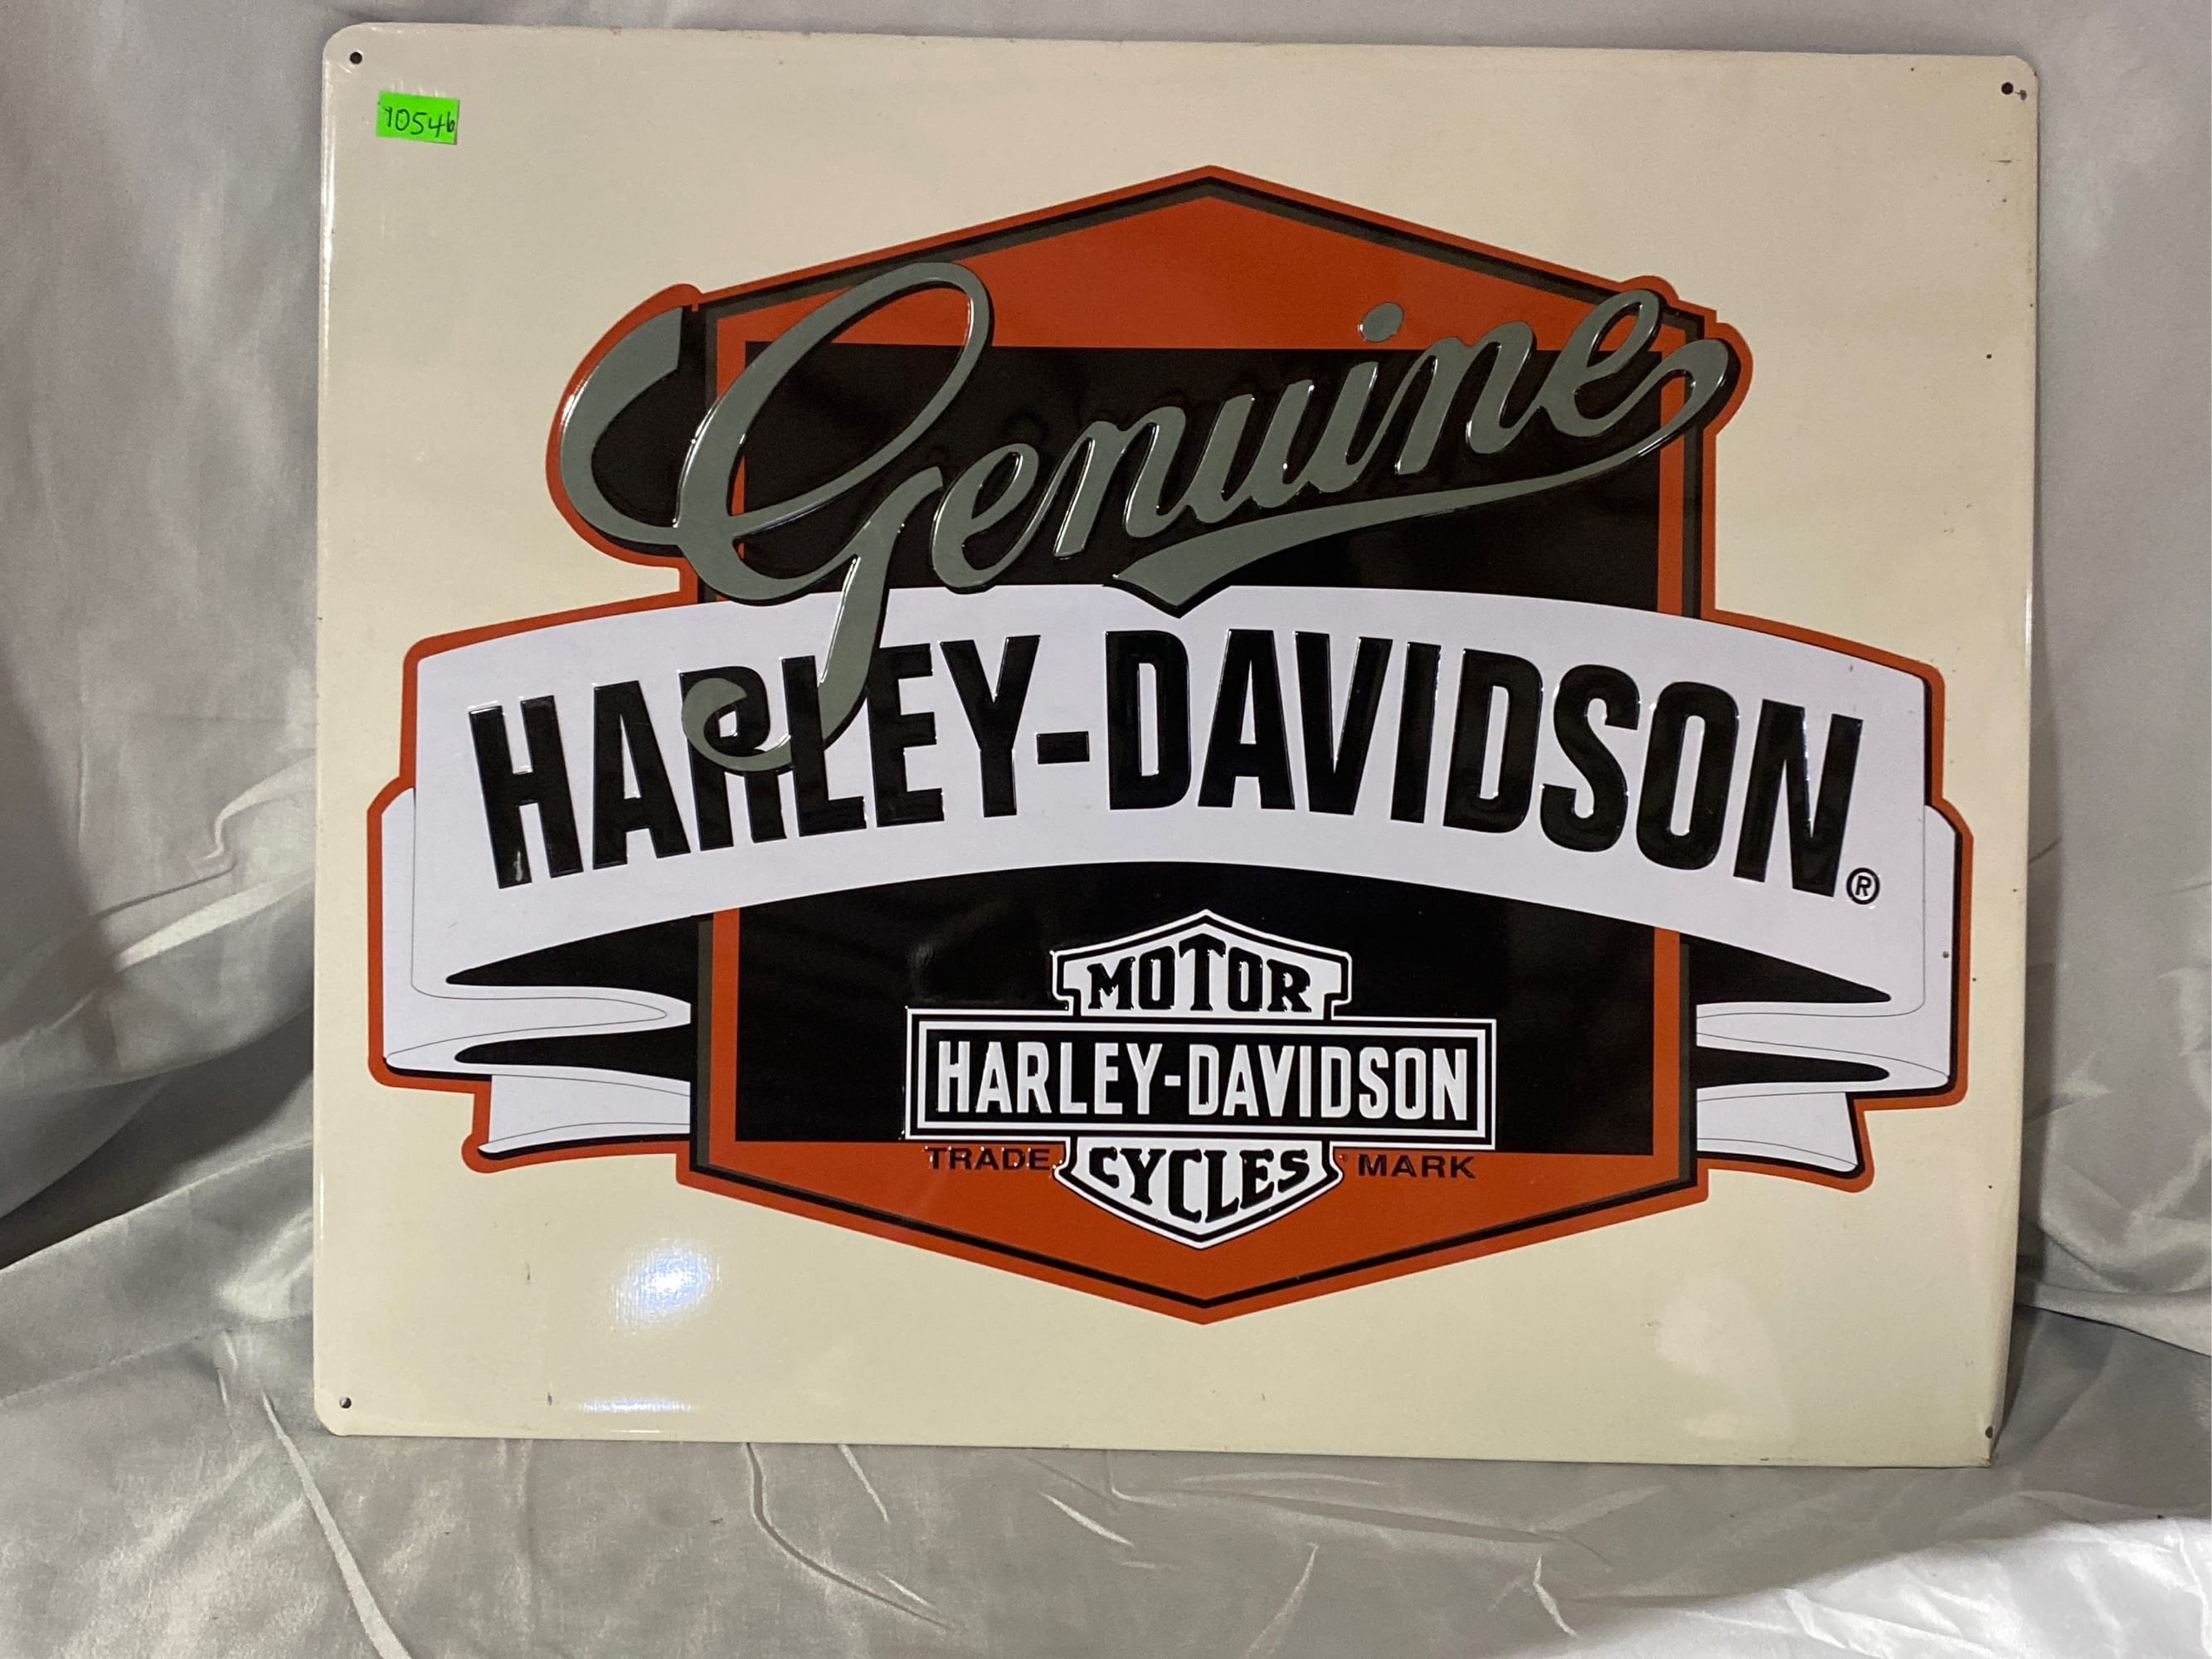 10546
Genuine
HARLEY-DAVIDSON®
MOTOR
HARLEY-DAVIDSON
TRADE CYCLES MARK